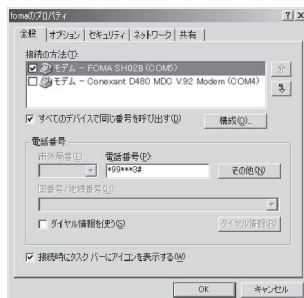 fomaのプロパティ
全般 オプション セキュリティ ネットワーク 共有
接続の方法(T):
モデム - FOMA SH02B (COM5)
モデム - Conexant D480 MDC V.92 Modem (COM4)
すべてのデバイスで同じ番号を呼び出す(D)
構成(O)...
電話番号
市外局番(E):
電話番号(P):
*99***3#
その他(N)
国番号/地域番号(U):
ダイヤル情報を使う(S)
ダイヤル情報(R)
接続時にタスク バーにアイコンを表示する(W)
OK
キャンセル